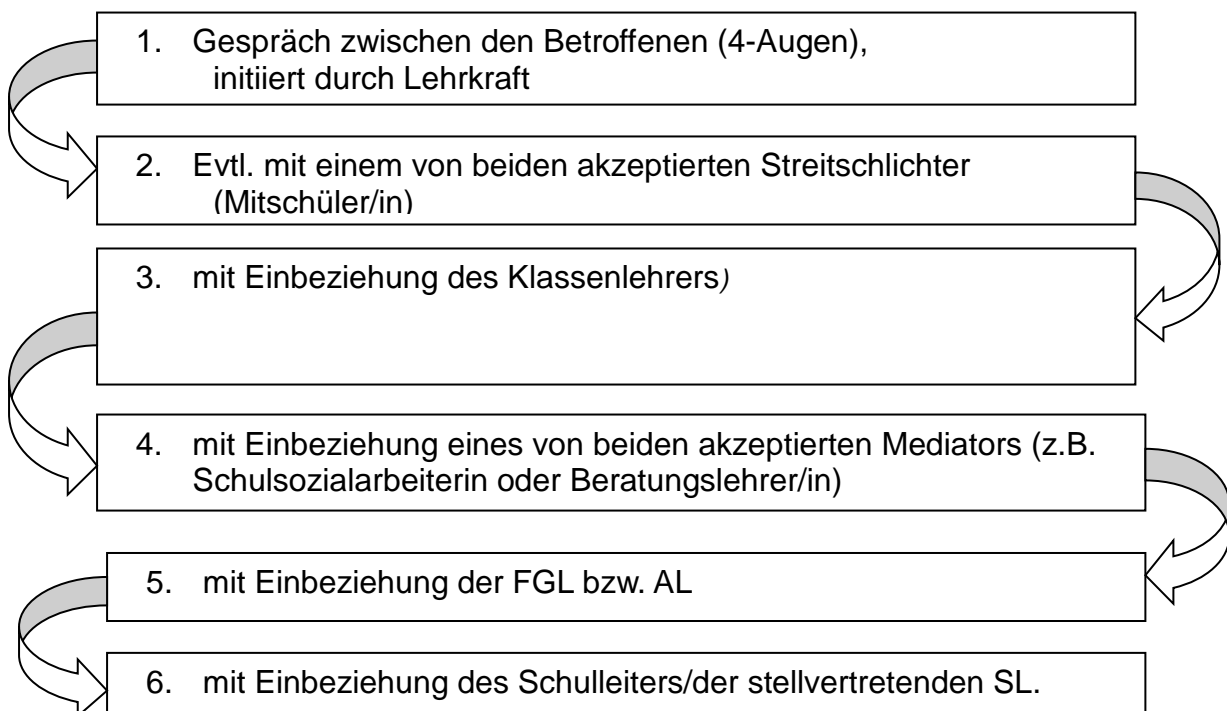 1. Gespräch zwischen den Betroffenen (4-Augen),
initiiert durch Lehrkraft
2. Evtl. mit einem von beiden akzeptierten Streitschlichter
(Mitschüler/in)
3. mit Einbeziehung des Klassenlehrers)
4. mit Einbeziehung eines von beiden akzeptierten Mediators (z.B.
Schulsozialarbeiterin oder Beratungslehrer/in)
5. mit Einbeziehung der FGL bzw. AL
6. mit Einbeziehung des Schulleiters/der stellvertretenden SL.